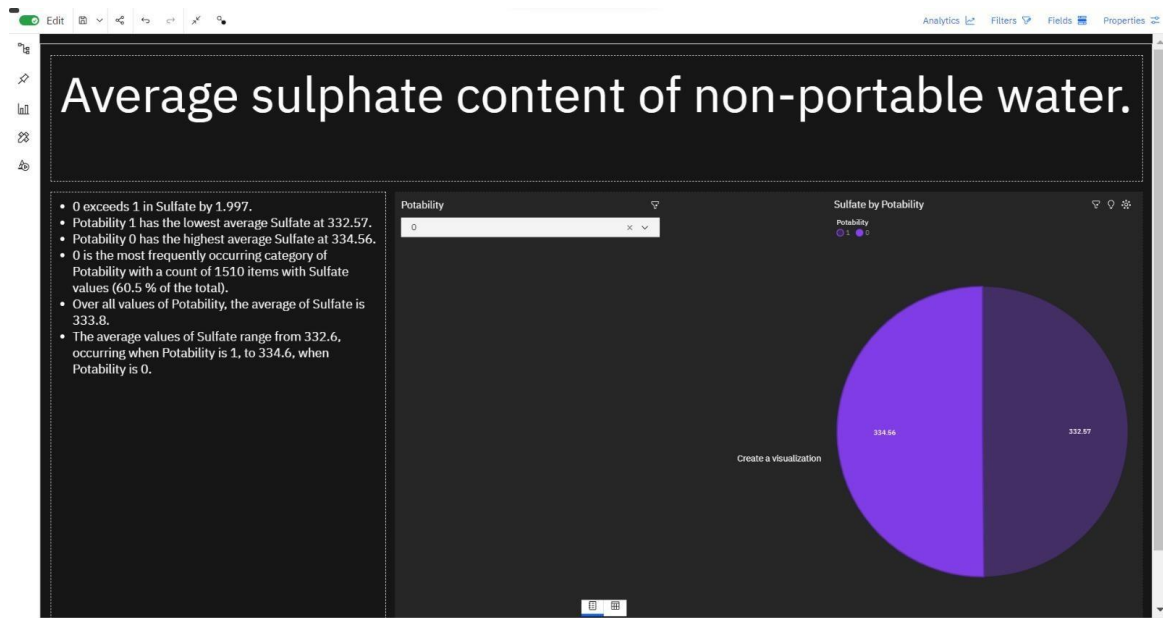 Edit
Analytics
Filters
Fields
Properties
Average sulphate content of non-portable water.
• 0 exceeds 1 in Sulfate by 1.997.
• Potability 1 has the lowest average Sulfate at 332.57.
• Potability 0 has the highest average Sulfate at 334.56.
• 0 is the most frequently occurring category of
Potability with a count of 1510 items with Sulfate
values (60.5 % of the total).
• Over all values of Potability, the average of Sulfate is
333.8.
• The average values of Sulfate range from 332.6,
occurring when Potability is 1, to 334.6, when
Potability is 0.
Potability
0
Sulfate by Potability
Potability
1 0
334.56
332.57
Create a visualization